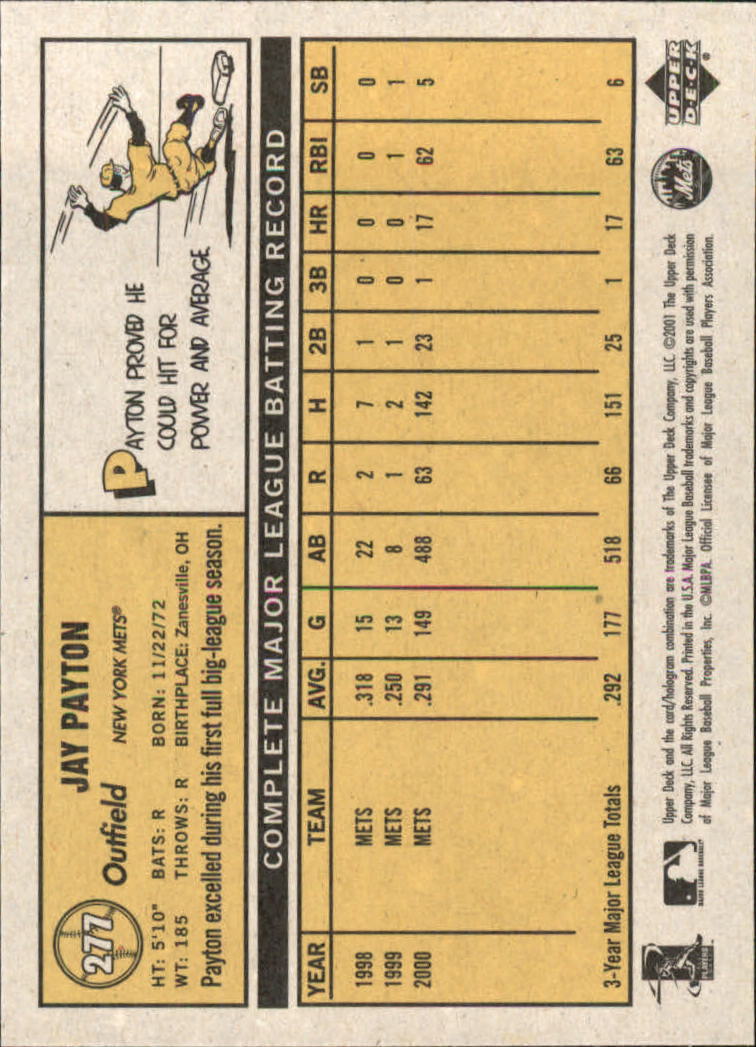 277
JAY PAYTON
Outfield NEW YORK METS®
HT: 5'10" BATS: R BORN: 11/22/72
WT: 185 THROWS: R BIRTHPLACE: Zanesville, OH
Payton excelled during his first full big-league season.
PAYTON PROVED HE
COULD HIT FOR
POWER AND AVERAGE.
COMPLETE MAJOR LEAGUE BATTING RECORD
YEAR TEAM AVG. G AB R H 2B 3B HR RBI SB
1998 METS .318 15 22 2 7 1 0 0 0 0
1999 METS .250 13 8 1 2 1 0 0 1 1
2000 METS .291 149 488 63 142 23 1 17 62 5
3-Year Major League Totals .292 177 518 66 151 25 1 17 63 6
PLAYERS
MAJOR LEAGUE BASEBALL
Upper Deck and the card/hologram combination are trademarks of The Upper Deck Company, LLC. ©2001 The Upper Deck
Company, LLC. All Rights Reserved. Printed in the U.S.A. Major League Baseball trademarks and copyrights are used with permission
of Major League Baseball Properties, Inc. ©MLBPA. Official Licensee of Major League Baseball Players Association.
Mets
UPPER
DECK®